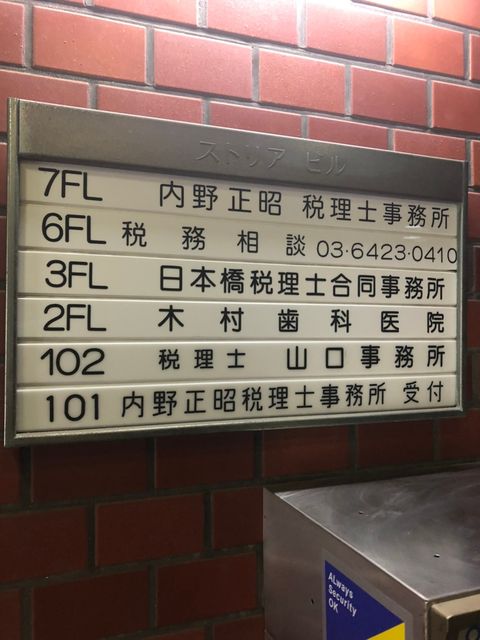 ストリア ビル
7FL 内野正昭 税理士事務所
6FL 税務相談 03・6423・0410
3FL 日本橋税理士合同事務所
2FL 木村歯科医院
102 税理士 山口事務所
101 内野正昭税理士事務所 受付
ALways
Security
OK